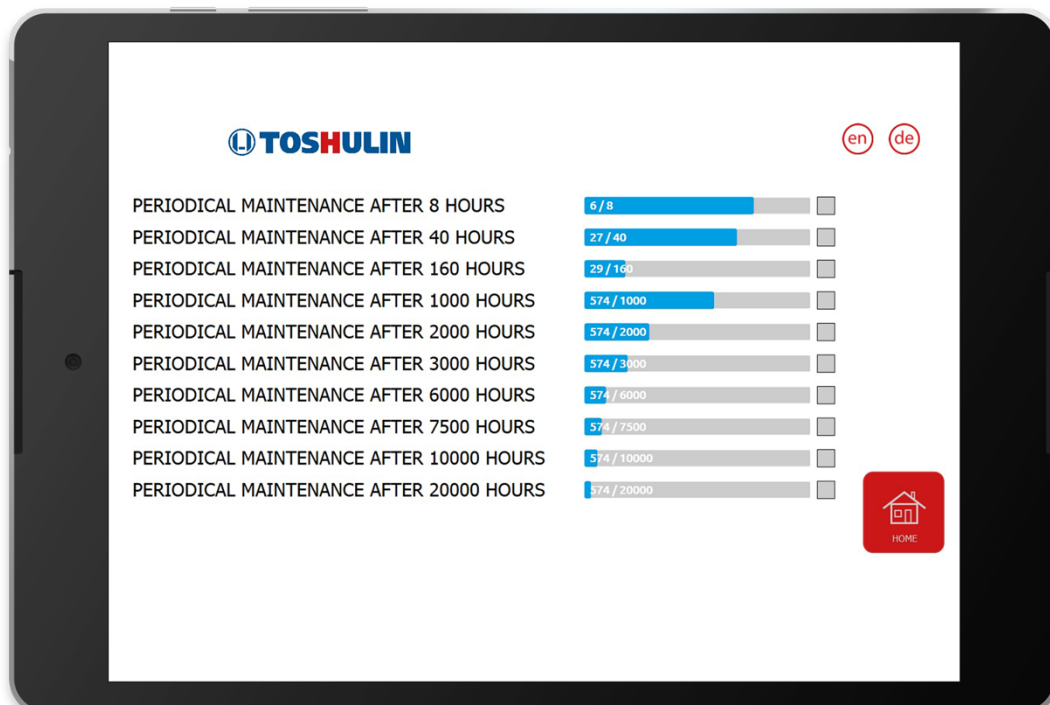 TOSHULIN
en de
PERIODICAL MAINTENANCE AFTER 8 HOURS 6 / 8
PERIODICAL MAINTENANCE AFTER 40 HOURS 27 / 40
PERIODICAL MAINTENANCE AFTER 160 HOURS 29 / 160
PERIODICAL MAINTENANCE AFTER 1000 HOURS 574 / 1000
PERIODICAL MAINTENANCE AFTER 2000 HOURS 574 / 2000
PERIODICAL MAINTENANCE AFTER 3000 HOURS 574 / 3000
PERIODICAL MAINTENANCE AFTER 6000 HOURS 574 / 6000
PERIODICAL MAINTENANCE AFTER 7500 HOURS 574 / 7500
PERIODICAL MAINTENANCE AFTER 10000 HOURS 574 / 10000
PERIODICAL MAINTENANCE AFTER 20000 HOURS 574 / 20000
HOME